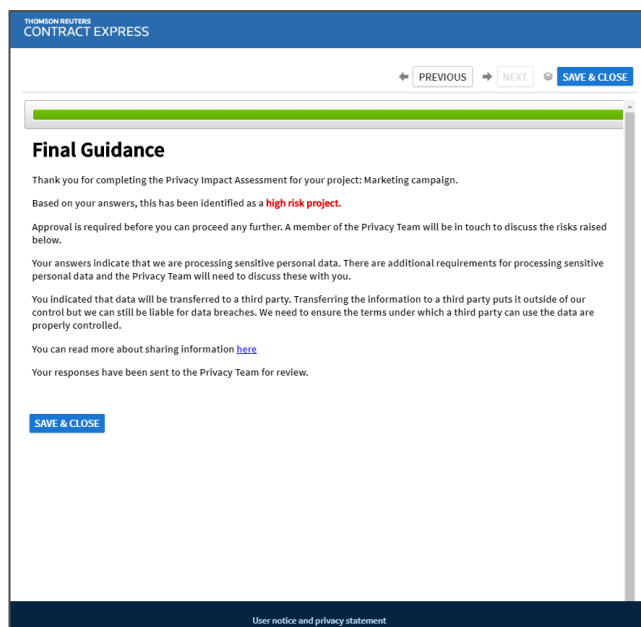 THOMSON REUTERS
CONTRACT EXPRESS
PREVIOUS NEXT SAVE & CLOSE
Final Guidance
Thank you for completing the Privacy Impact Assessment for your project: Marketing campaign.
Based on your answers, this has been identified as a high risk project.
Approval is required before you can proceed any further. A member of the Privacy Team will be in touch to discuss the risks raised
below.
Your answers indicate that we are processing sensitive personal data. There are additional requirements for processing sensitive
personal data and the Privacy Team will need to discuss these with you.
You indicated that data will be transferred to a third party. Transferring the information to a third party puts it outside of our
control but we can still be liable for data breaches. We need to ensure the terms under which a third party can use the data are
properly controlled.
You can read more about sharing information here
Your responses have been sent to the Privacy Team for review.
SAVE & CLOSE
User notice and privacy statement